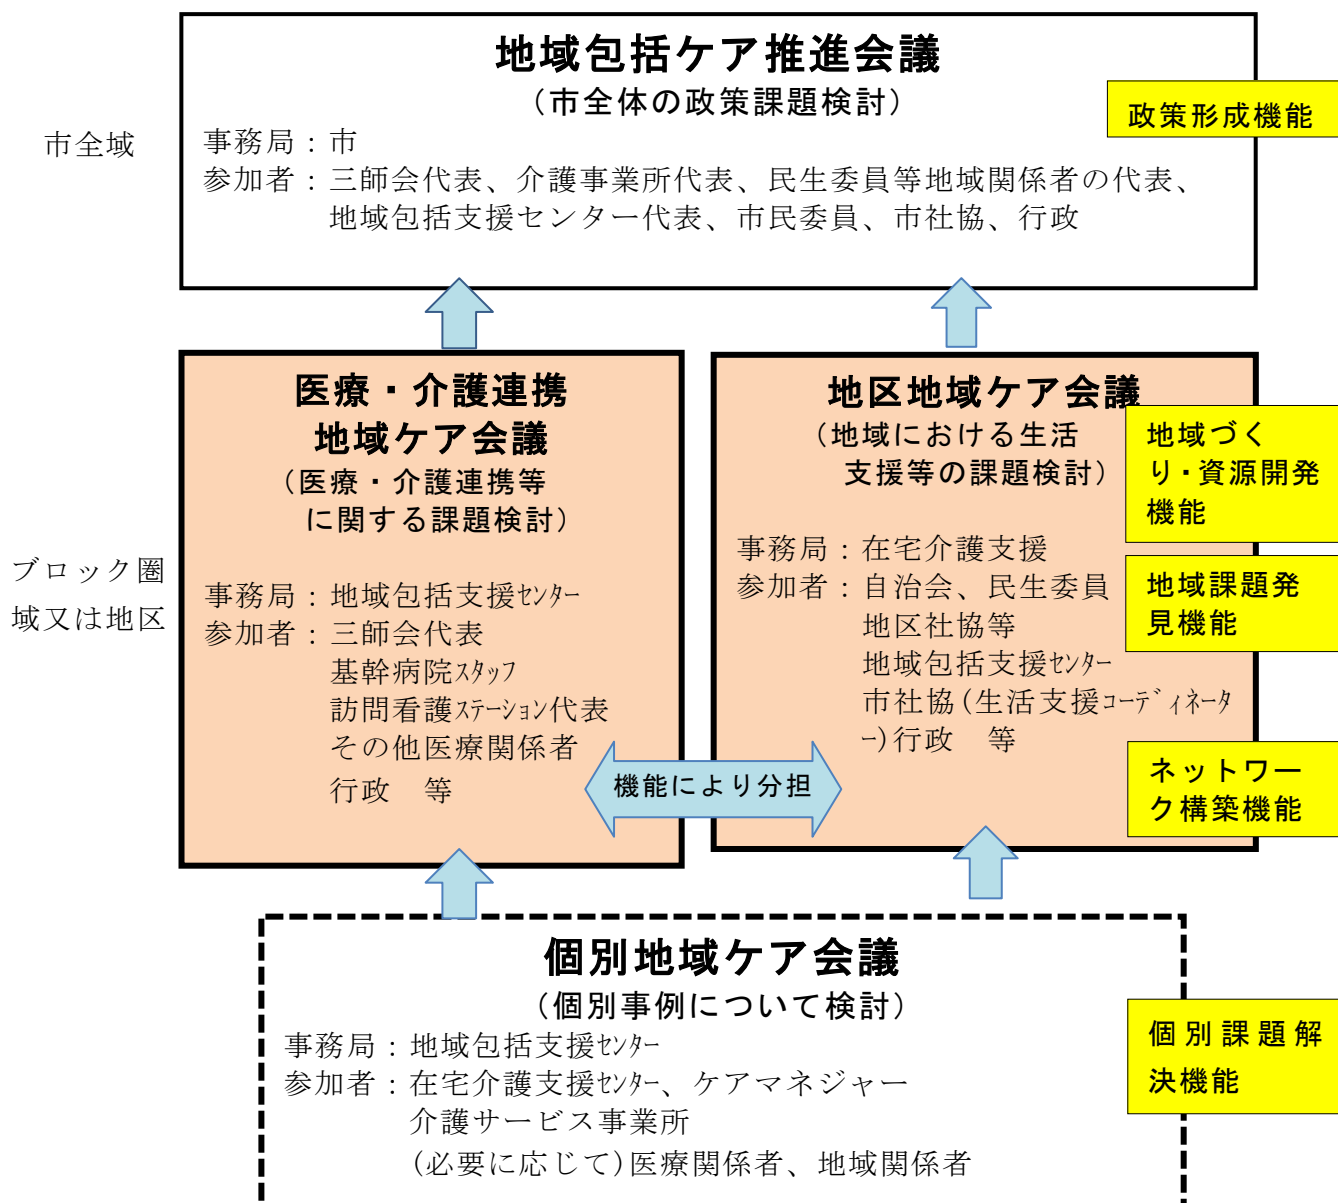 地域包括ケア推進会議
（市全体の政策課題検討）
政策形成機能
市全域
事務局：市
参加者：三師会代表、介護事業所代表、民生委員等地域関係者の代表、
地域包括支援センター代表、市民委員、市社協、行政
医療・介護連携
地域ケア会議
（医療・介護連携等
に関する課題検討）
事務局：地域包括支援ｾﾝﾀｰ
参加者：三師会代表
基幹病院ｽﾀｯﾌ
訪問看護ｽﾃｰｼｮﾝ代表
その他医療関係者
行政　等
ブロック圏
域又は地区
機能により分担
地区地域ケア会議
（地域における生活
支援等の課題検討）
事務局：在宅介護支援
参加者：自治会、民生委員
地区社協等
地域包括支援ｾﾝﾀｰ
市社協(生活支援ｺｰﾃﾞｨﾈｰﾀ
ｰ)行政　等
地域づく
り・資源開発
機能
地域課題発
見機能
ネットワー
ク構築機能
個別地域ケア会議
（個別事例について検討）
事務局：地域包括支援ｾﾝﾀｰ
参加者：在宅介護支援ｾﾝﾀｰ、ケアマネジャー
介護サービス事業所
(必要に応じて)医療関係者、地域関係者
個別課題解
決機能